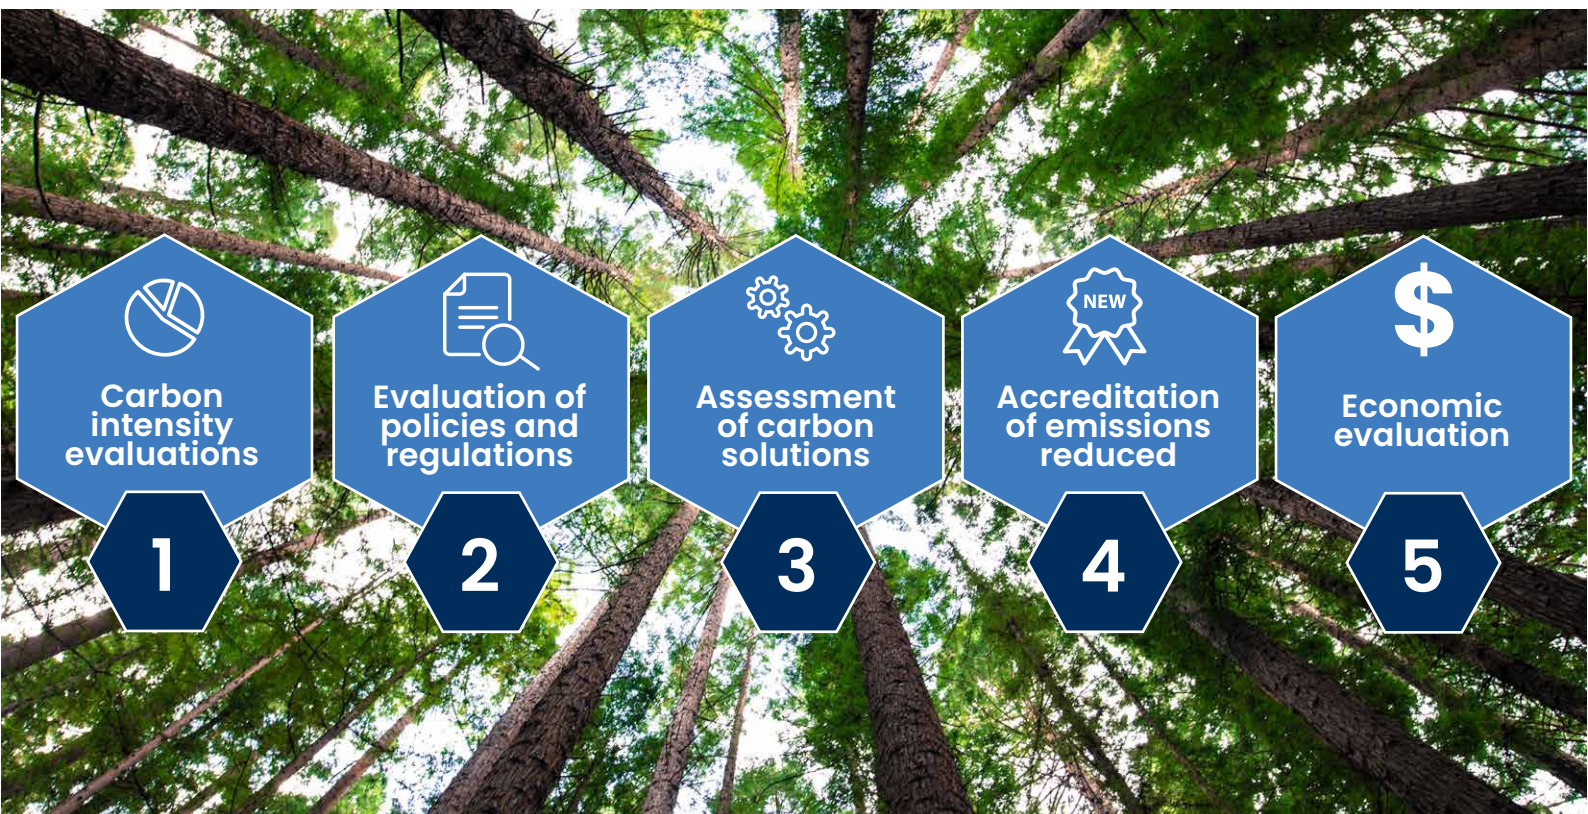 Carbon
intensity
evaluations
1
Evaluation of
policies and
regulations
2
Assessment
of carbon
solutions
3
NEW
Accreditation
of emissions
reduced
4
$
Economic
evaluation
5